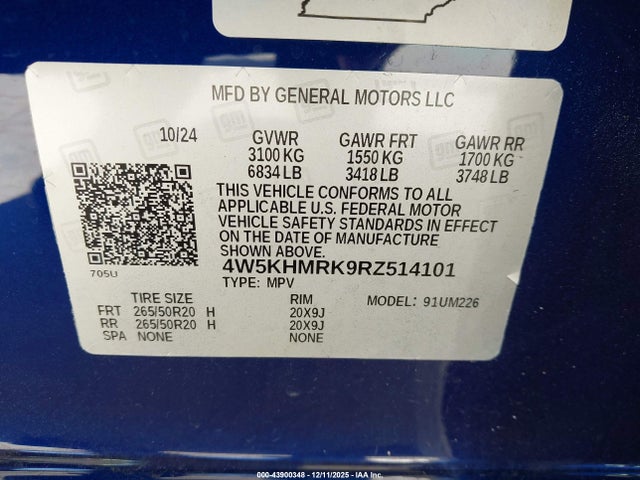 MFD BY GENERAL MOTORS LLC
10/24 GVWR GAWR FRT GAWR RR
3100 KG 1550 KG 1700 KG
6834 LB 3418 LB 3748 LB
THIS VEHICLE CONFORMS TO ALL
APPLICABLE U.S. FEDERAL MOTOR
VEHICLE SAFETY STANDARDS IN EFFECT
ON THE DATE OF MANUFACTURE
705U 4W5KHMRK9RZ514101
TYPE: MPV
TIRE SIZE RIM MODEL: 91UM226
FRT 265/50R20 H 20X9J
RR 265/50R20 H 20X9J
SPA NONE NONE
000-43900348 - 12/11/2025 - IAA Inc.